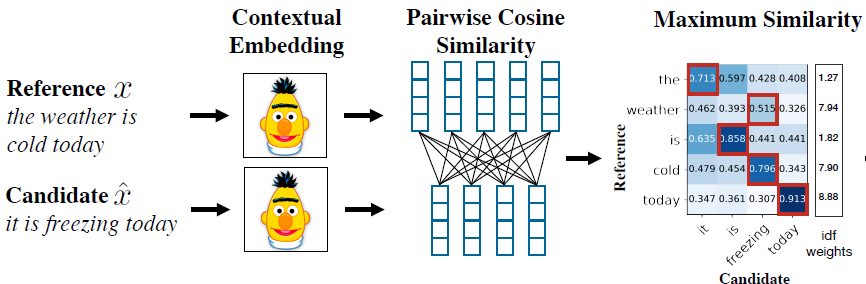 Contextual
Embedding
Pairwise Cosine
Similarity
Maximum Similarity
Reference x
the weather is
cold today
Candidate x̂
it is freezing today
Reference
the 0.713 0.597 0.428 0.408 1.27
weather 0.462 0.393 0.515 0.326 7.94
is 0.635 0.858 0.441 0.441 1.82
cold 0.479 0.454 0.796 0.343 7.90
today 0.347 0.361 0.307 0.913 8.88
it is freezing today
idf
weights
Candidate